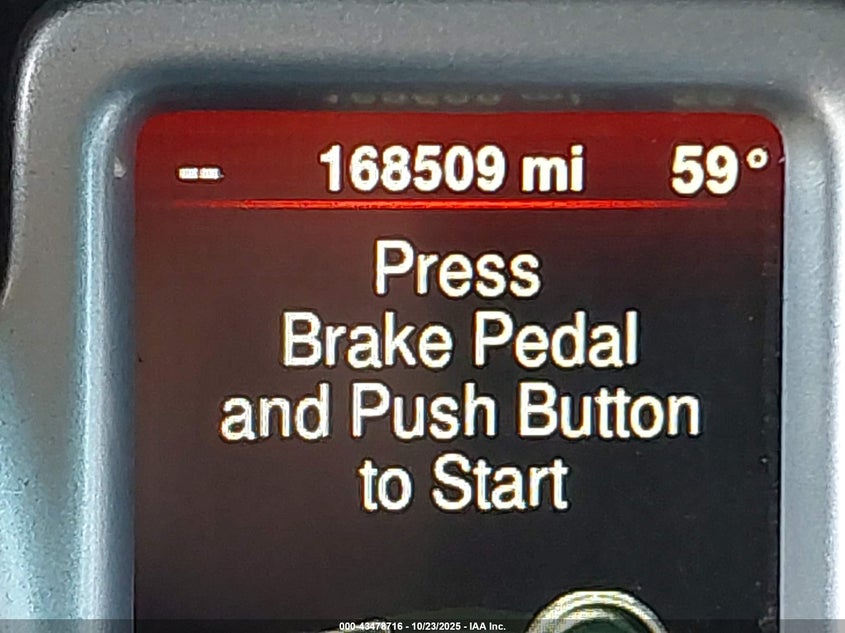 -- 168509 mi 59°
Press
Brake Pedal
and Push Button
to Start
000-43478716 - 10/23/2025 - IAA Inc.